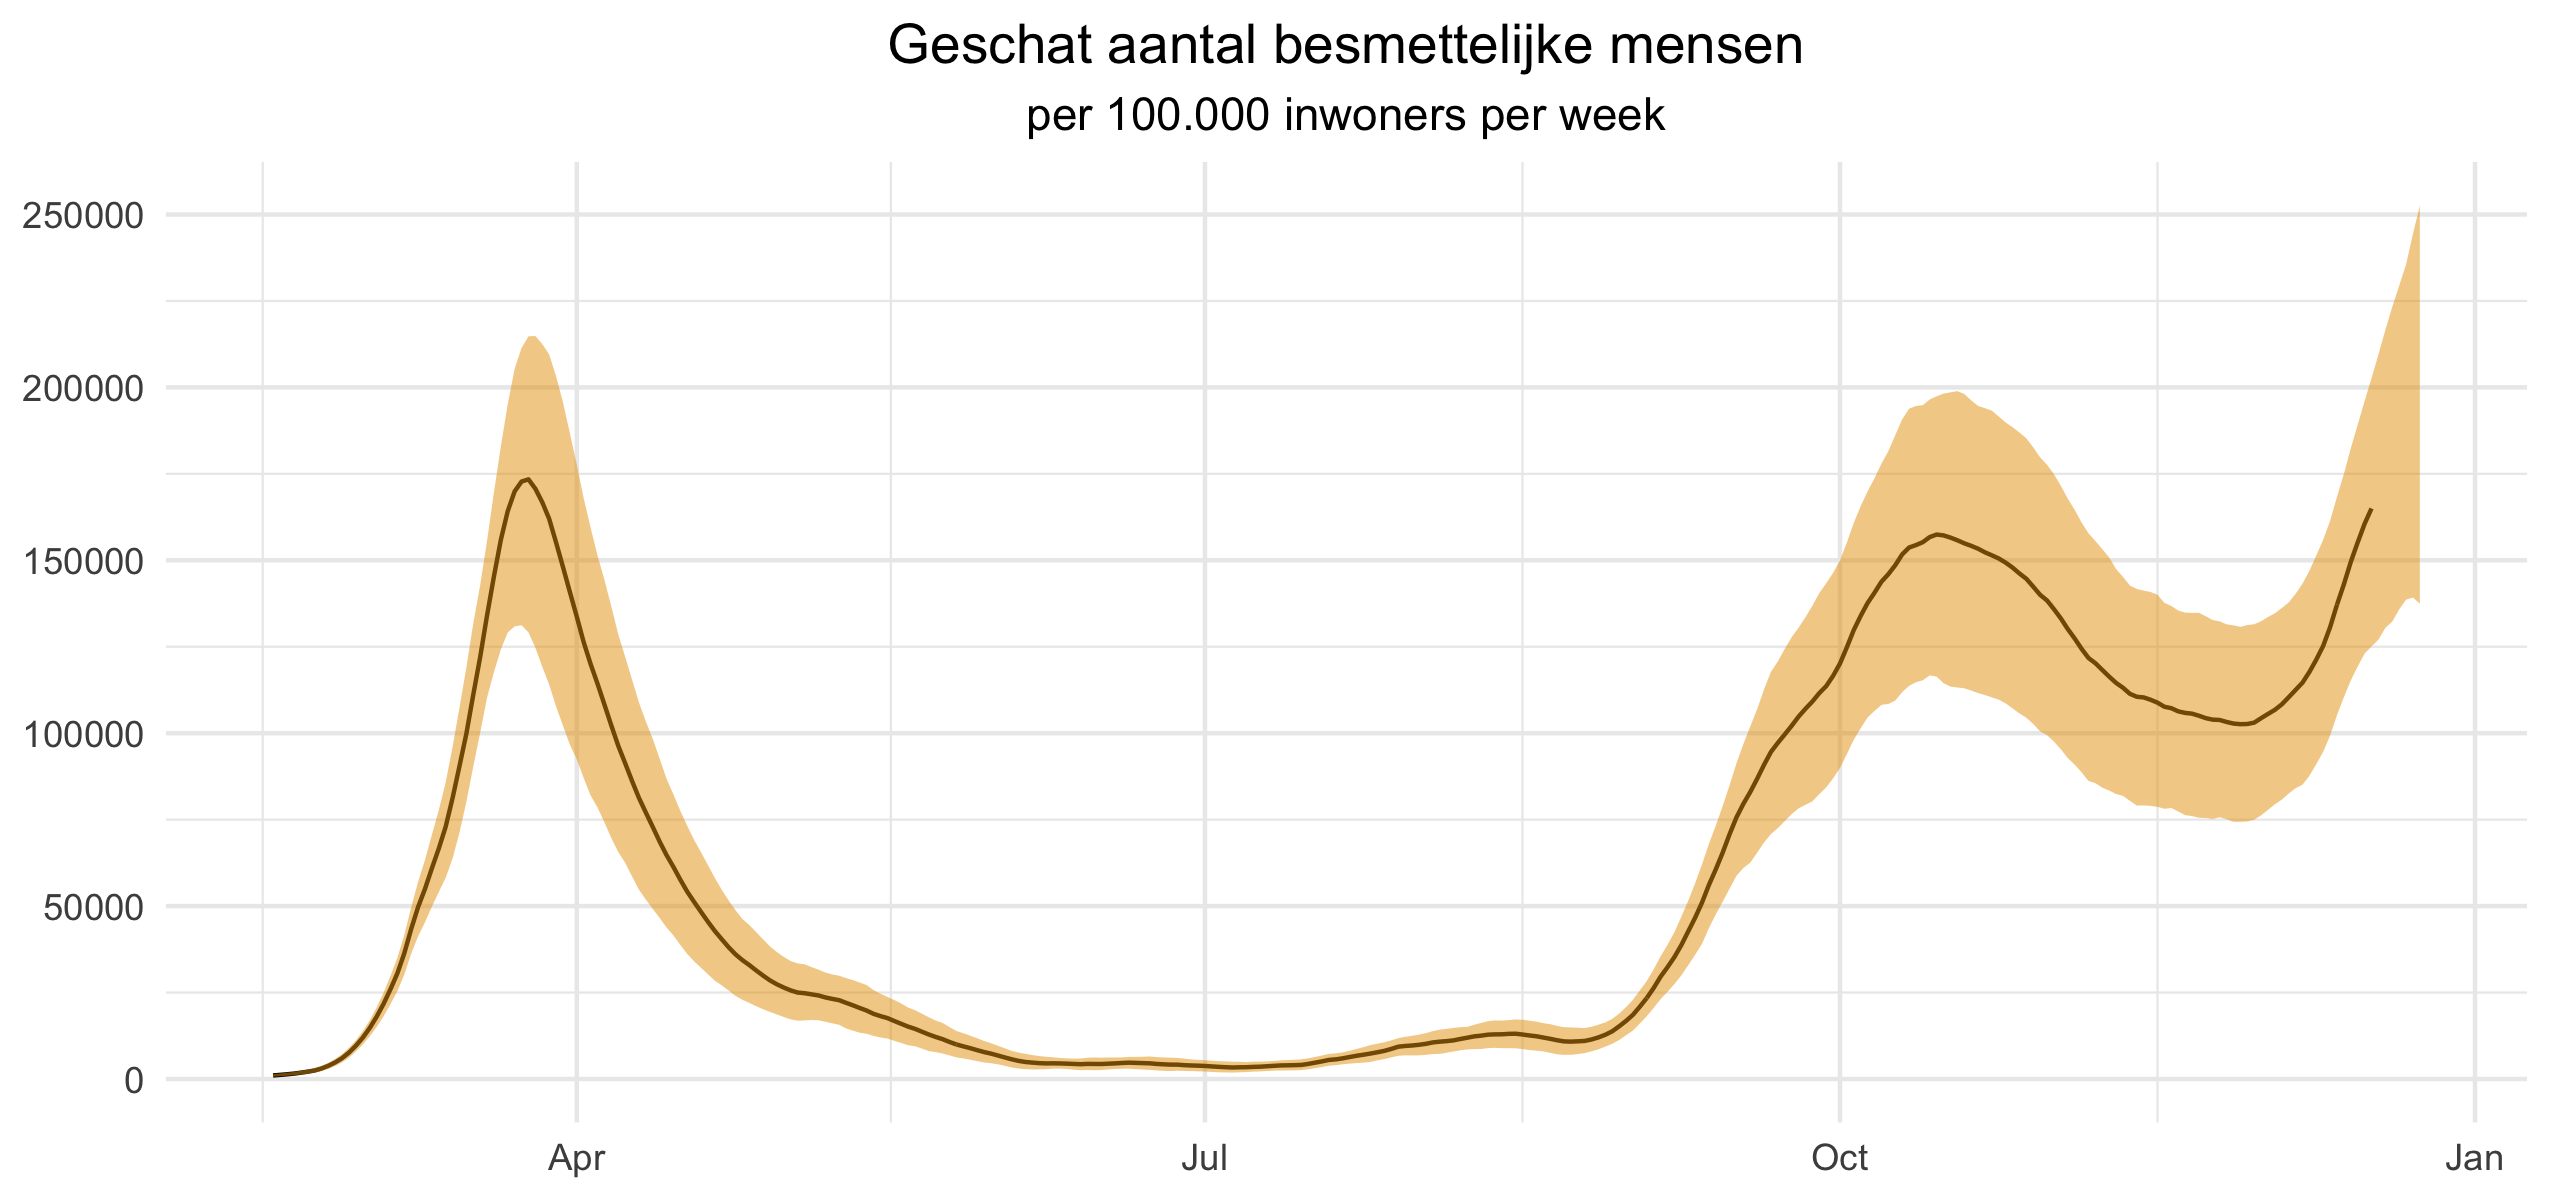 Geschat aantal besmettelijke mensen
per 100.000 inwoners per week
250000
200000
150000
100000
50000
0
Apr
Jul
Oct
Jan